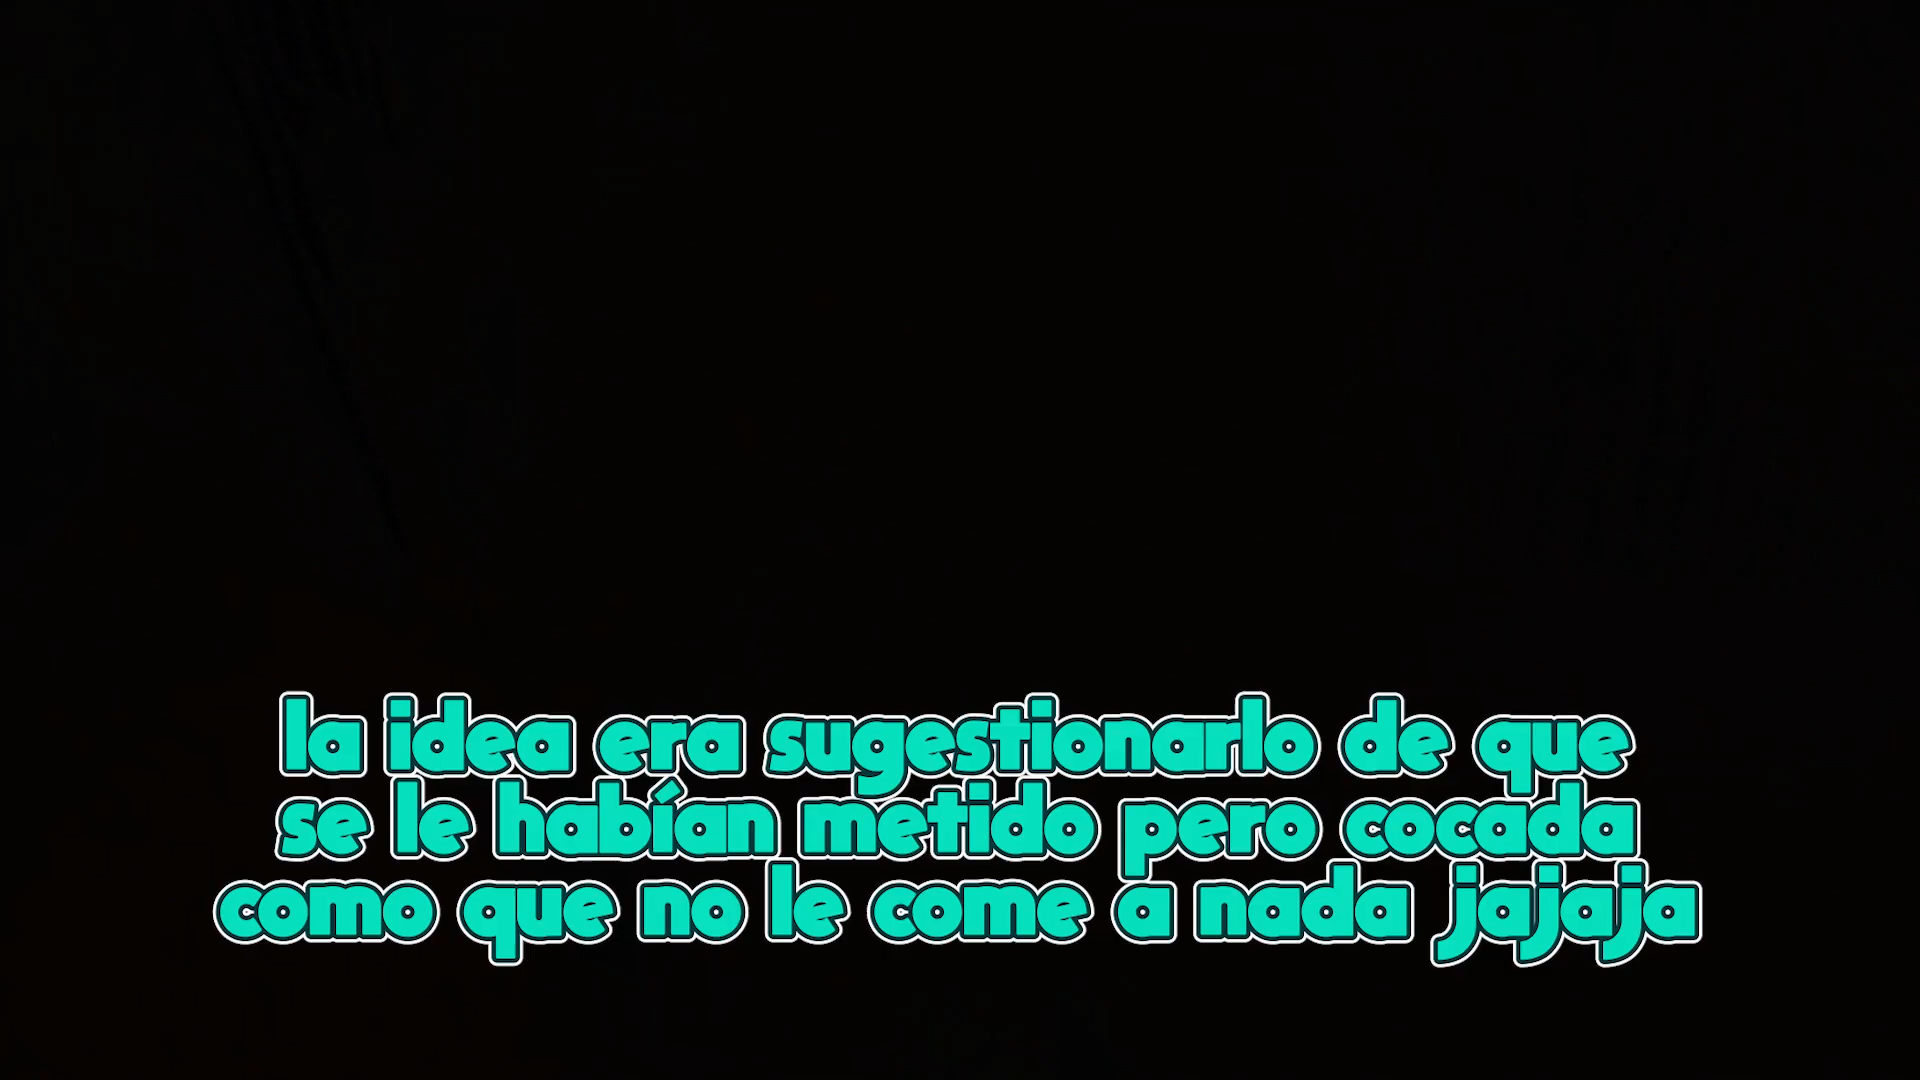 la idea era sugestionarlo de que
se le habían metido pero cocada
como que no le come a nada jajaja